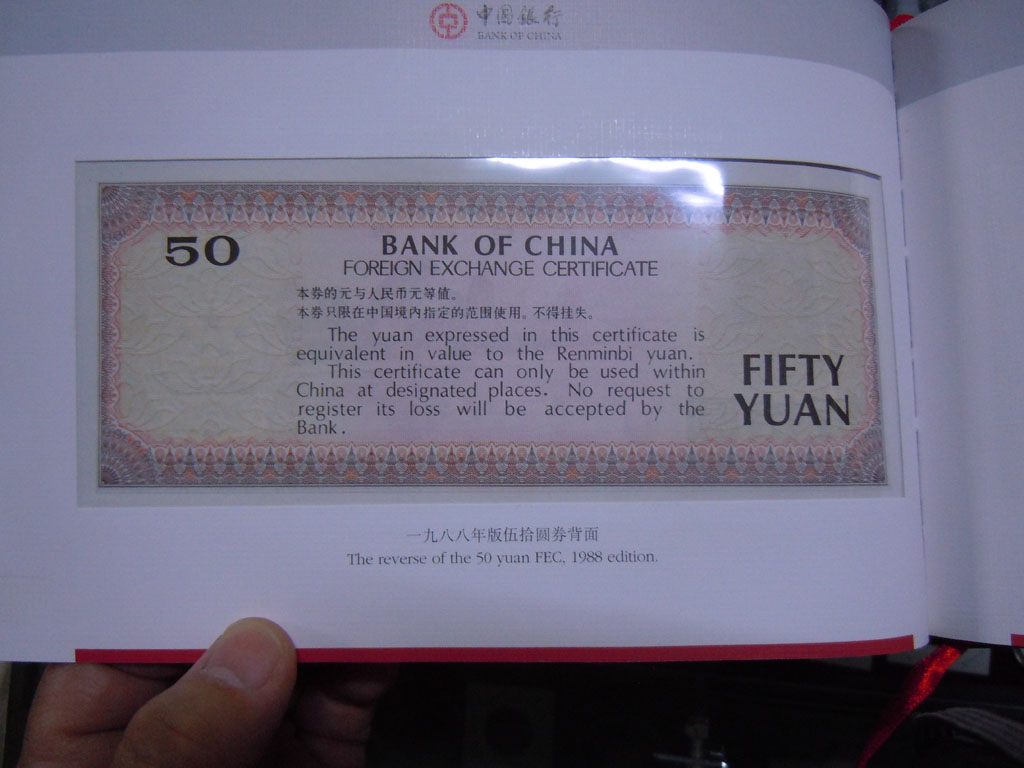 中国银行
BANK OF CHINA
50
BANK OF CHINA
FOREIGN EXCHANGE CERTIFICATE
本券的元与人民币元等值。
本券只限在中国境内指定的范围使用。不得挂失。
The yuan expressed in this certificate is
equivalent in value to the Renminbi yuan.
This certificate can only be used within
China at designated places. No request to
register its loss will be accepted by the
Bank.
FIFTY
YUAN
一九八八年版伍拾圆券背面
The reverse of the 50 yuan FEC, 1988 edition.